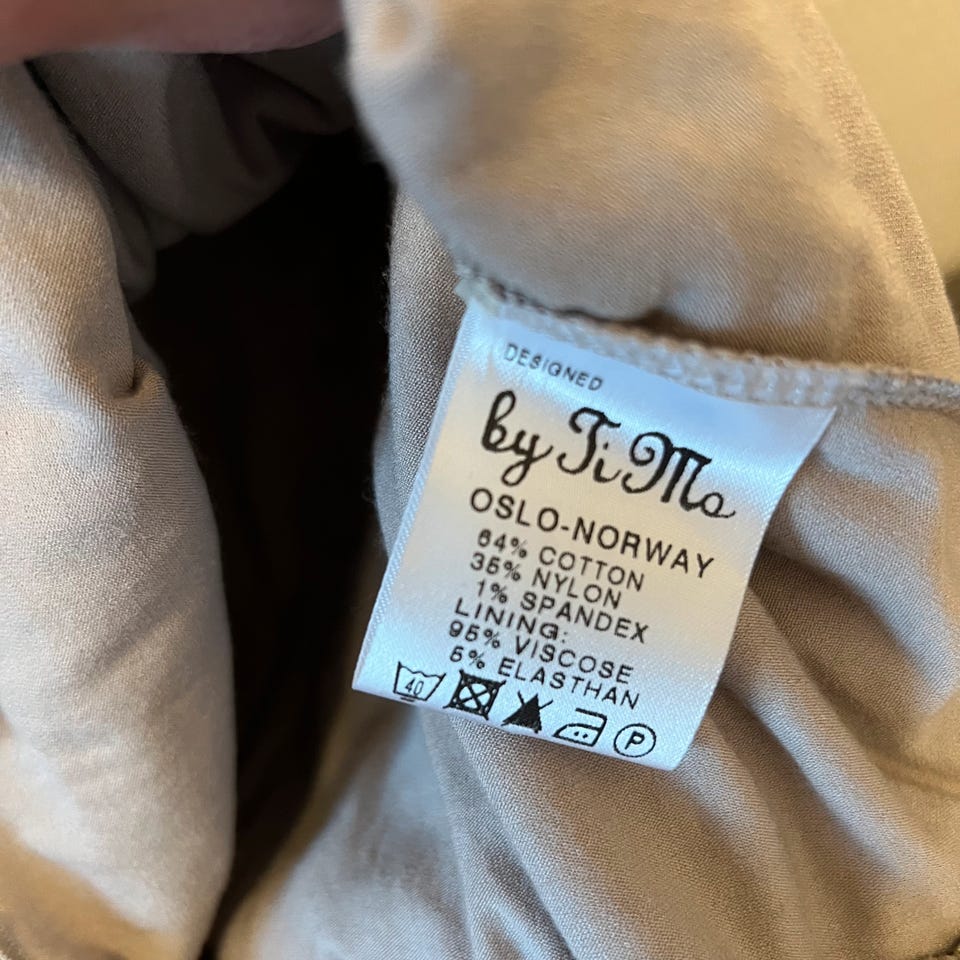 DESIGNED
by TiMo
OSLO-NORWAY
64% COTTON
35% NYLON
1% SPANDEX
LINING:
95% VISCOSE
5% ELASTHAN
40 P